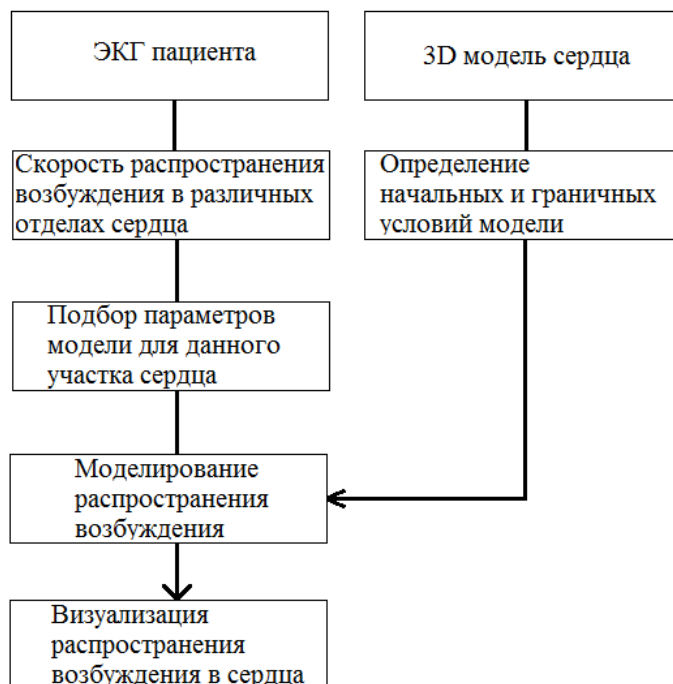 ЭКГ пациента
3D модель сердца
Скорость распространения
возбуждения в различных
отделах сердца
Определение
начальных и граничных
условий модели
Подбор параметров
модели для данного
участка сердца
Моделирование
распространения
возбуждения
Визуализация
распространения
возбуждения в сердца